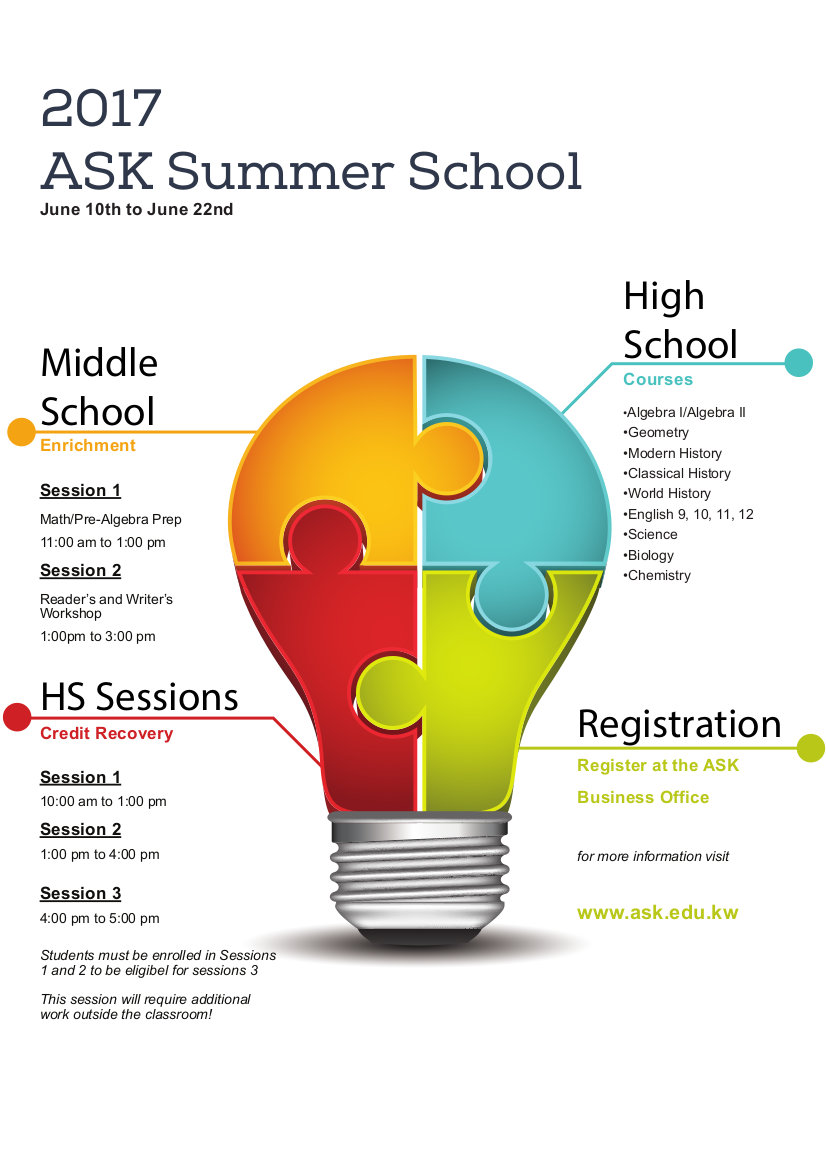 2017
ASK Summer School
June 10th to June 22nd
Middle
School
Enrichment
Session 1
Math/Pre-Algebra Prep
11:00 am to 1:00 pm
Session 2
Reader's and Writer's
Workshop
1:00pm to 3:00 pm
HS Sessions
Credit Recovery
Session 1
10:00 am to 1:00 pm
Session 2
1:00 pm to 4:00 pm
Session 3
4:00 pm to 5:00 pm
Students must be enrolled in Sessions
1 and 2 to be eligibel for sessions 3
This session will require additional
work outside the classroom!
High
School
Courses
•Algebra I/Algebra II
•Geometry
•Modern History
•Classical History
•World History
•English 9, 10, 11, 12
•Science
•Biology
•Chemistry
Registration
Register at the ASK
Business Office
for more information visit
www.ask.edu.kw